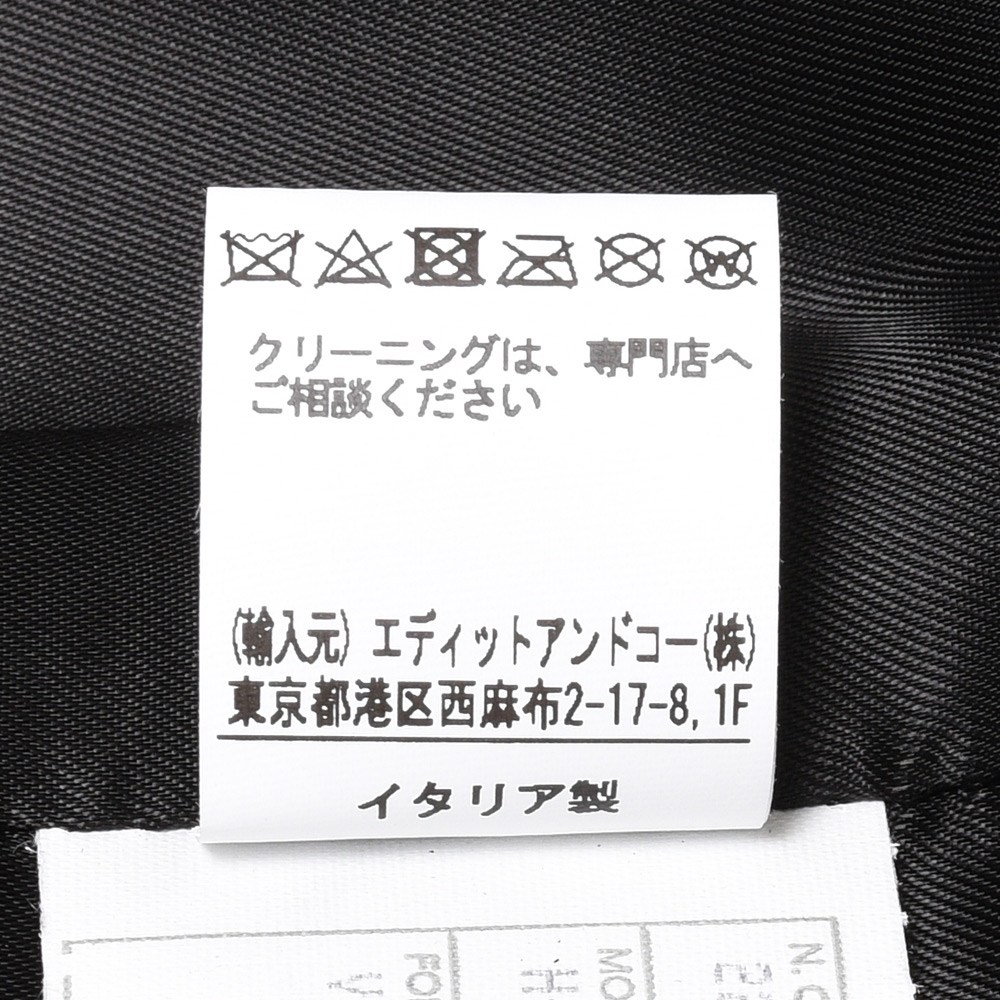 クリーニングは、専門店へ
ご相談ください
(輸入元) エディットアンドコー(株)
東京都港区西麻布2-17-8, 1F
イタリア製